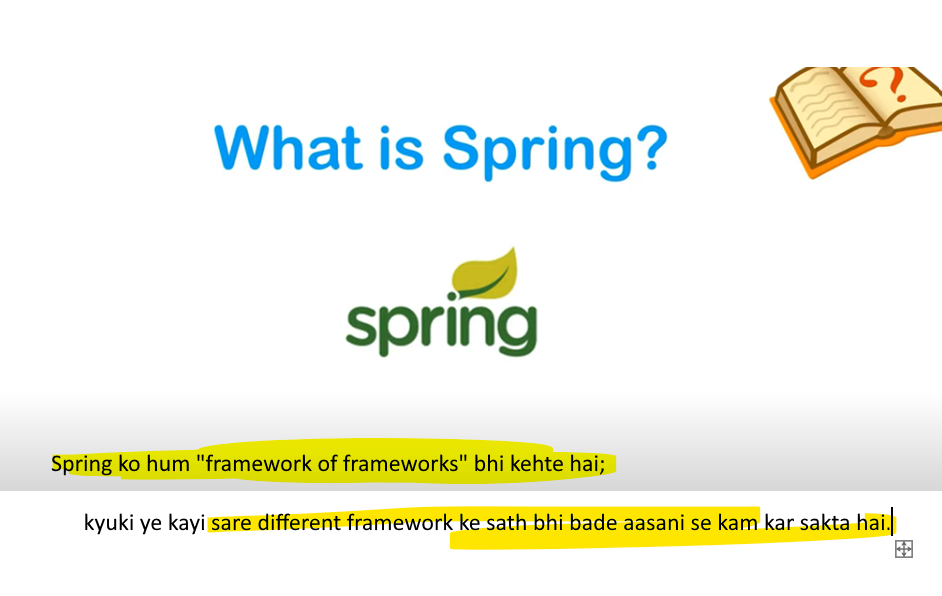 What is Spring?
spring
Spring ko hum "framework of frameworks" bhi kehte hai;
kyuki ye kayi sare different framework ke sath bhi bade aasani se kam kar sakta hai.